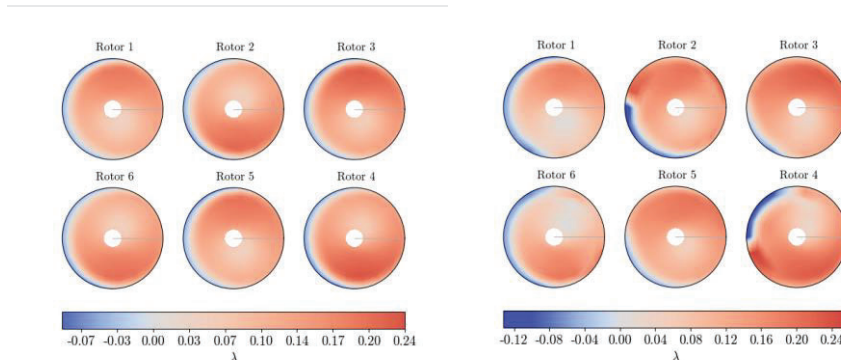 Rotor 1 Rotor 2 Rotor 3
Rotor 6 Rotor 5 Rotor 4
-0.07 -0.03 0.00 0.03 0.07 0.10 0.14 0.17 0.20 0.24
λ
Rotor 1 Rotor 2 Rotor 3
Rotor 6 Rotor 5 Rotor 4
-0.12 -0.08 -0.04 0.00 0.04 0.08 0.12 0.16 0.20 0.24
λ